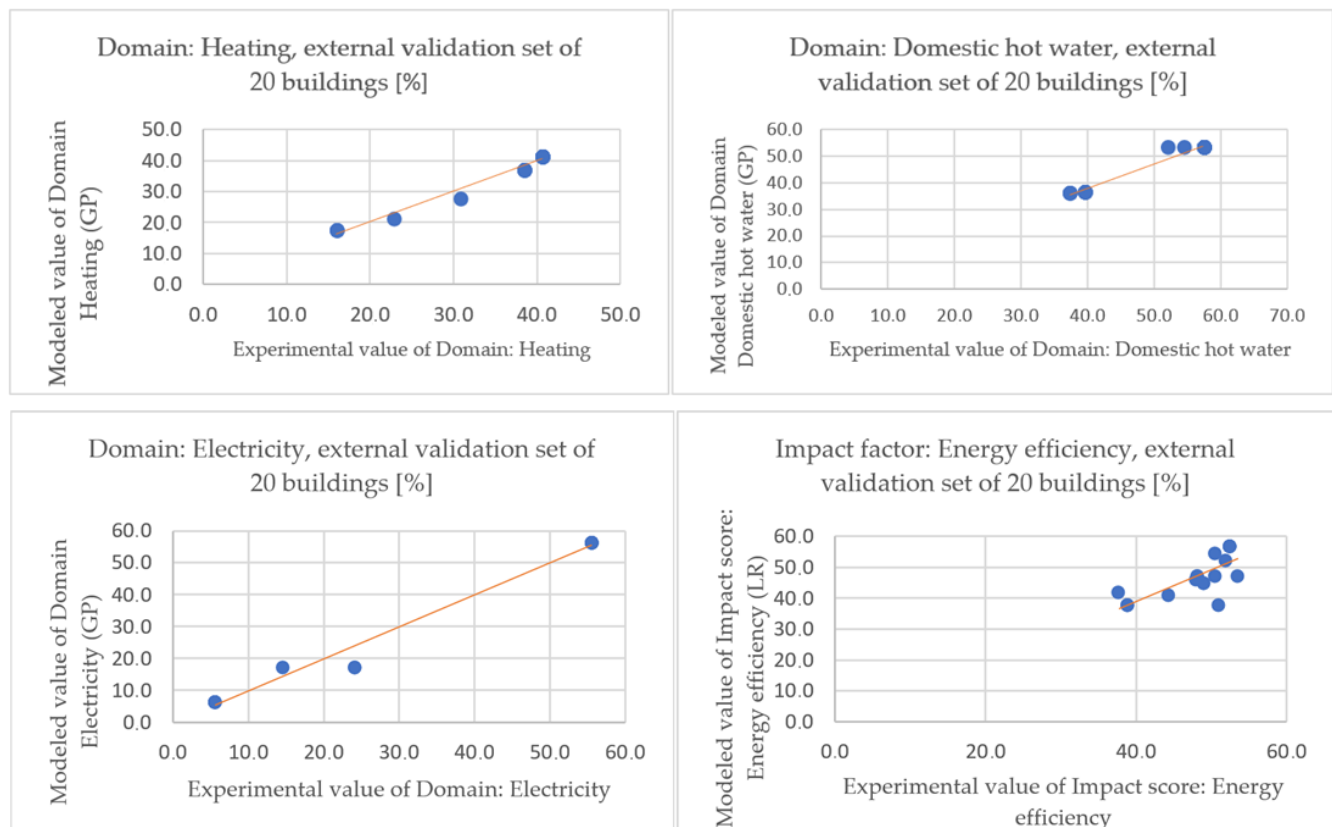 Domain: Heating, external validation set of
20 buildings [%]
Modeled value of Domain
Heating (GP)
50.0
40.0
30.0
20.0
10.0
0.0
0.0 10.0 20.0 30.0 40.0 50.0
Experimental value of Domain: Heating
Domain: Domestic hot water, external
validation set of 20 buildings [%]
Modeled value of Domain
Domestic hot water (GP)
60.0
50.0
40.0
30.0
20.0
10.0
0.0
0.0 10.0 20.0 30.0 40.0 50.0 60.0 70.0
Experimental value of Domain: Domestic hot water
Domain: Electricity, external validation set of
20 buildings [%]
Modeled value of Domain
Electricity (GP)
60.0
50.0
40.0
30.0
20.0
10.0
0.0
0.0 10.0 20.0 30.0 40.0 50.0 60.0
Experimental value of Domain: Electricity
Impact factor: Energy efficiency, external
validation set of 20 buildings [%]
Modeled value of Impact score:
Energy efficiency (LR)
60.0
50.0
40.0
30.0
20.0
10.0
0.0
0.0 20.0 40.0 60.0
Experimental value of Impact score: Energy
efficiency